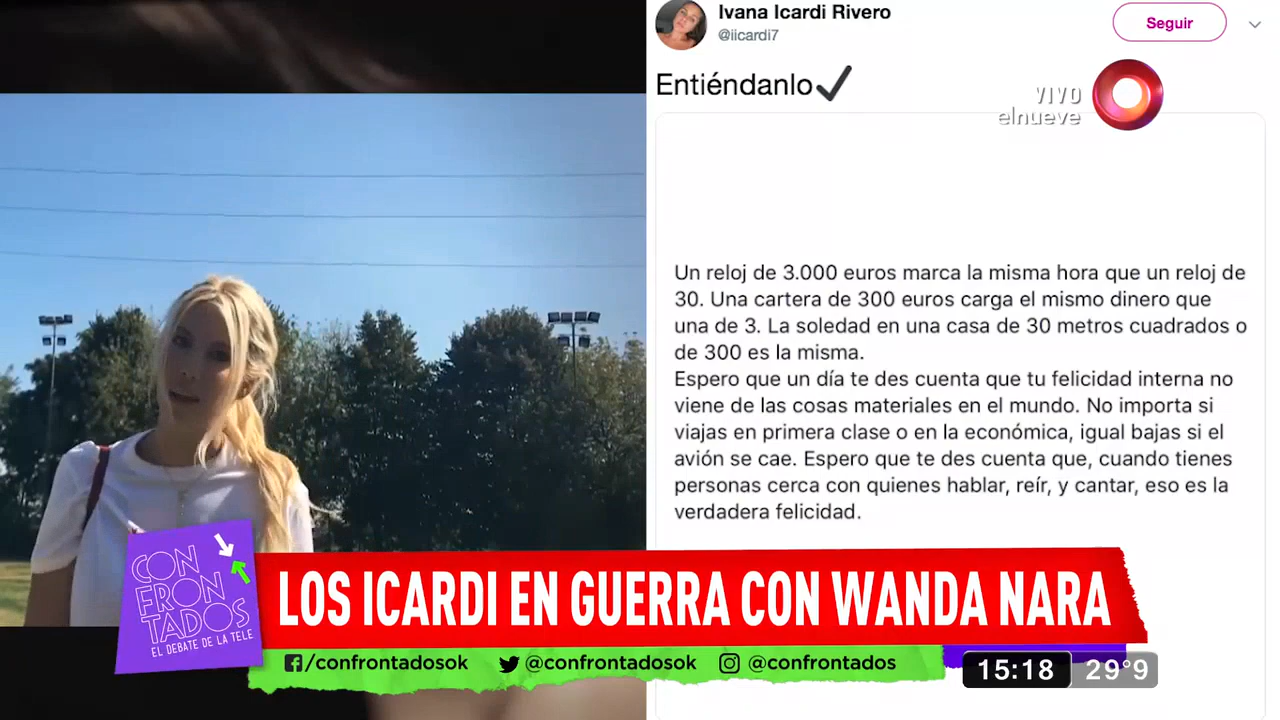 Ivana Icardi Rivero
@iicardi7
Seguir
Entiéndanlo✔
VIVO
elnueve
Un reloj de 3.000 euros marca la misma hora que un reloj de
30. Una cartera de 300 euros carga el mismo dinero que
una de 3. La soledad en una casa de 30 metros cuadrados o
de 300 es la misma.
Espero que un día te des cuenta que tu felicidad interna no
viene de las cosas materiales en el mundo. No importa si
viajas en primera clase o en la económica, igual bajas si el
avión se cae. Espero que te des cuenta que, cuando tienes
personas cerca con quienes hablar, reír, y cantar, eso es la
verdadera felicidad.
CON
FRON
TADOS
EL DEBATE DE LA TELE
LOS ICARDI EN GUERRA CON WANDA NARA
/confrontadosok @confrontadosok @confrontados
15:18 29°9